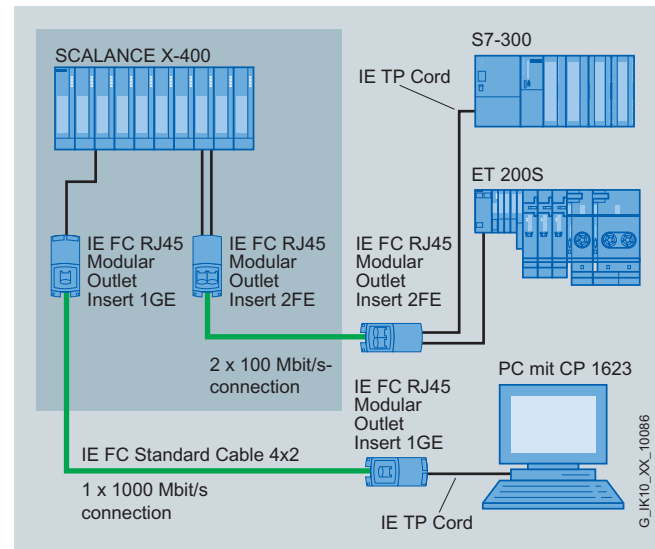 SCALANCE X-400
S7-300
IE TP Cord
ET 200S
IE FC RJ45
Modular
Outlet
Insert 1GE
IE FC RJ45
Modular
Outlet
Insert 2FE
IE FC RJ45
Modular
Outlet
Insert 2FE
2 x 100 Mbit/s-
connection
PC mit CP 1623
IE FC RJ45
Modular
Outlet
Insert 1GE
IE FC Standard Cable 4x2
1 x 1000 Mbit/s
connection
IE TP Cord
G_IK10_XX_10086